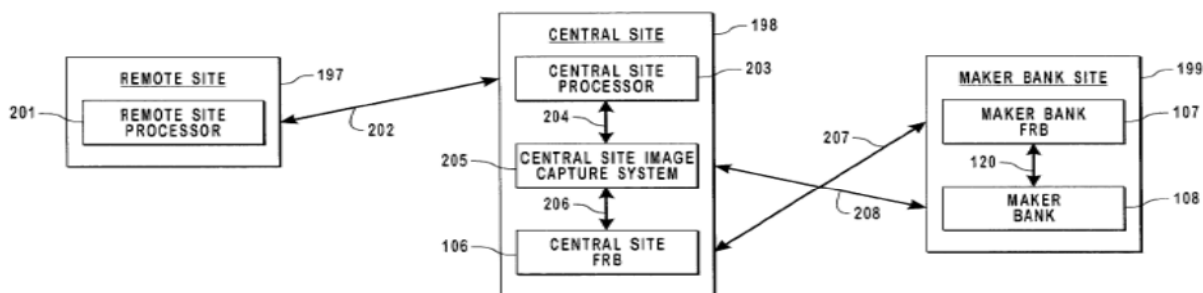 REMOTE SITE
197
201
REMOTE SITE
PROCESSOR
202
CENTRAL SITE
198
CENTRAL SITE
PROCESSOR
203
204
205
CENTRAL SITE IMAGE
CAPTURE SYSTEM
206
106
CENTRAL SITE
FRB
207
208
MAKER BANK SITE
199
MAKER BANK
FRB
107
120
MAKER
BANK
108